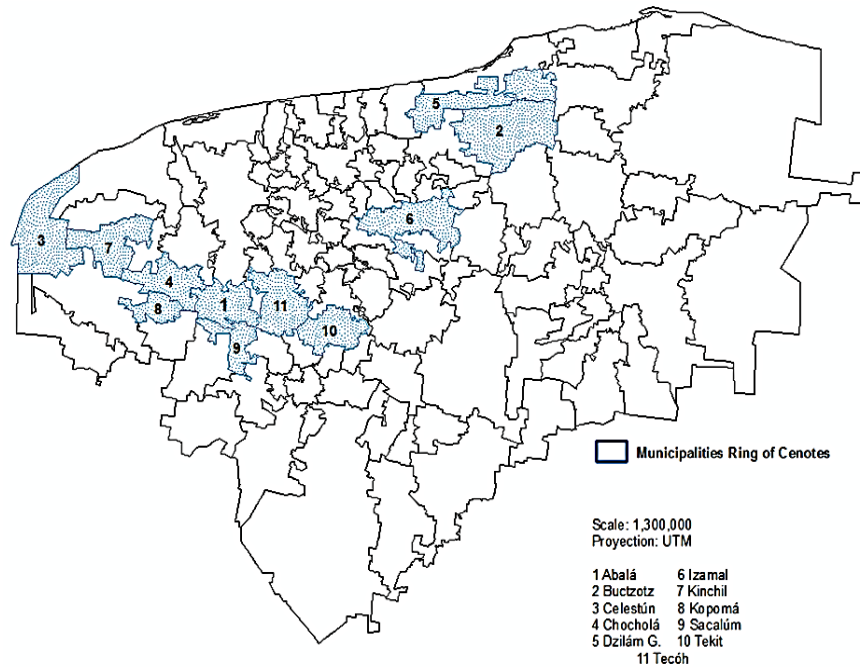 5
2
6
3
7
4
8
1
11
10
9
Municipalities Ring of Cenotes
Scale: 1,300,000
Proyection: UTM
1 Abalá 6 Izamal
2 Buctzotz 7 Kinchil
3 Celestún 8 Kopomá
4 Chocholá 9 Sacalúm
5 Dzilám G. 10 Tekit
11 Tecóh